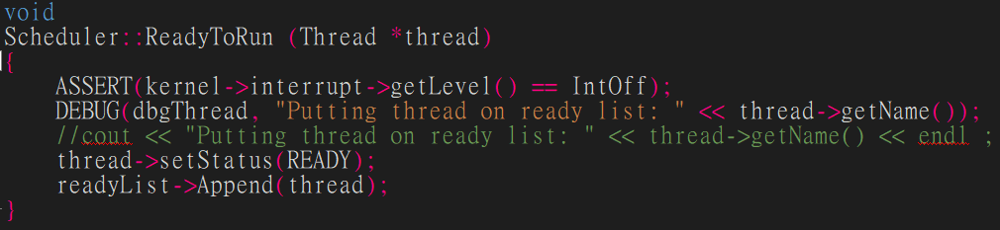 void
Scheduler::ReadyToRun (Thread *thread)
{
    ASSERT(kernel->interrupt->getLevel() == IntOff);
    DEBUG(dbgThread, "Putting thread on ready list: " << thread->getName());
    //cout << "Putting thread on ready list: " << thread->getName() << endl ;
    thread->setStatus(READY);
    readyList->Append(thread);
}